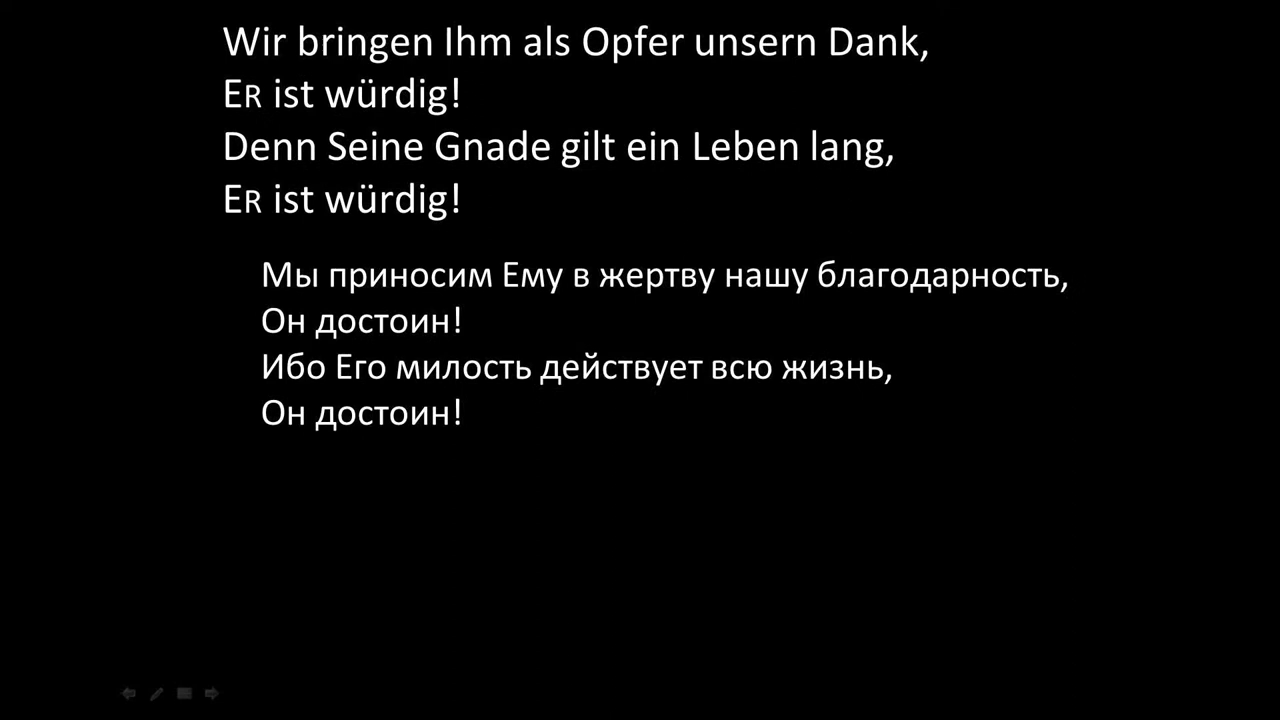 Wir bringen Ihm als Opfer unsern Dank,
ER ist würdig!
Denn Seine Gnade gilt ein Leben lang,
ER ist würdig!
Мы приносим Ему в жертву нашу благодарность,
Он достоин!
Ибо Его милость действует всю жизнь,
Он достоин!